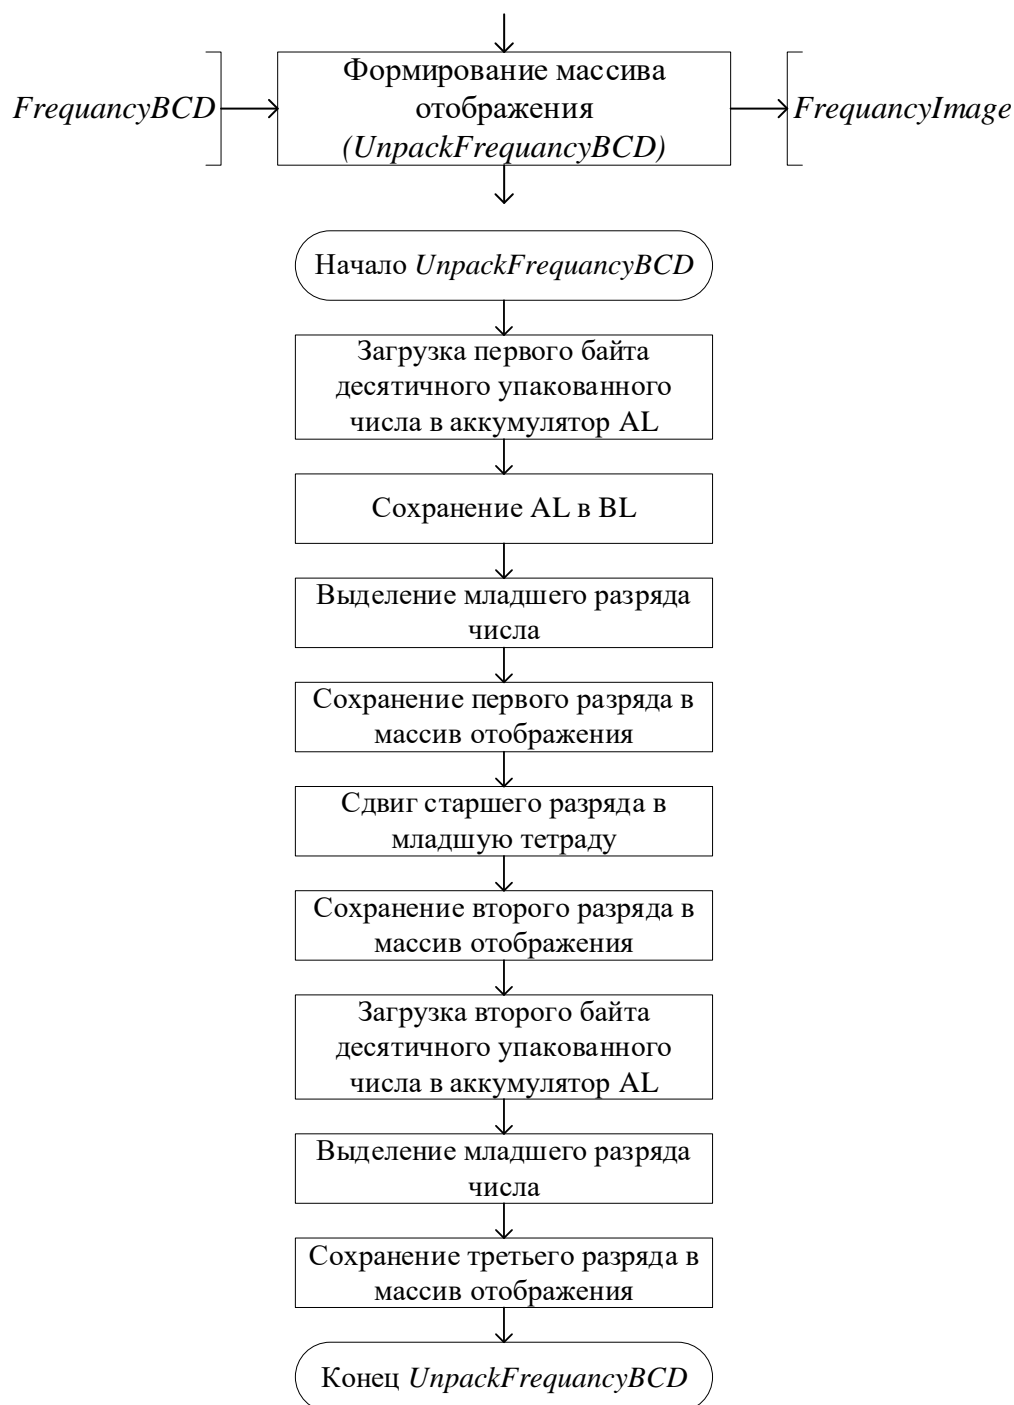 Формирование массива
отображения
(UnpackFrequancyBCD)
FrequancyBCD
FrequancyImage
Начало UnpackFrequancyBCD
Загрузка первого байта
десятичного упакованного
числа в аккумулятор AL
Сохранение AL в BL
Выделение младшего разряда
числа
Сохранение первого разряда в
массив отображения
Сдвиг старшего разряда в
младшую тетраду
Сохранение второго разряда в
массив отображения
Загрузка второго байта
десятичного упакованного
числа в аккумулятор AL
Выделение младшего разряда
числа
Сохранение третьего разряда в
массив отображения
Конец UnpackFrequancyBCD